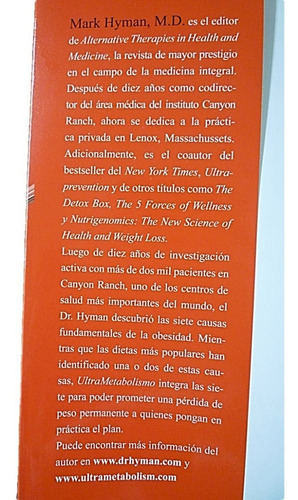 Mark Hyman, M.D. es el editor
de Alternative Therapies in Health and
Medicine, la revista de mayor prestigio
en el campo de la medicina integral.
Después de diez años como codirec-
tor del área médica del instituto Canyon
Ranch, ahora se dedica a la prácti-
ca privada en Lenox, Massachussets.
Adicionalmente, es el coautor del
bestseller del New York Times, Ultra-
prevention y de otros títulos como The
Detox Box, The 5 Forces of Wellness
y Nutrigenomics: The New Science of
Health and Weight Loss.
Luego de diez años de investigación
activa con más de dos mil pacientes en
Canyon Ranch, uno de los centros de
salud más importantes del mundo, el
Dr. Hyman descubrió las siete causas
fundamentales de la obesidad. Mien-
tras que las dietas más populares han
identificado una o dos de estas cau-
sas, UltraMetabolismo integra las sie-
te para poder prometer una pérdida de
peso permanente a quienes pongan en
práctica el plan.
Puede encontrar más información del
autor en www.drhyman.com y
www.ultrametabolism.com